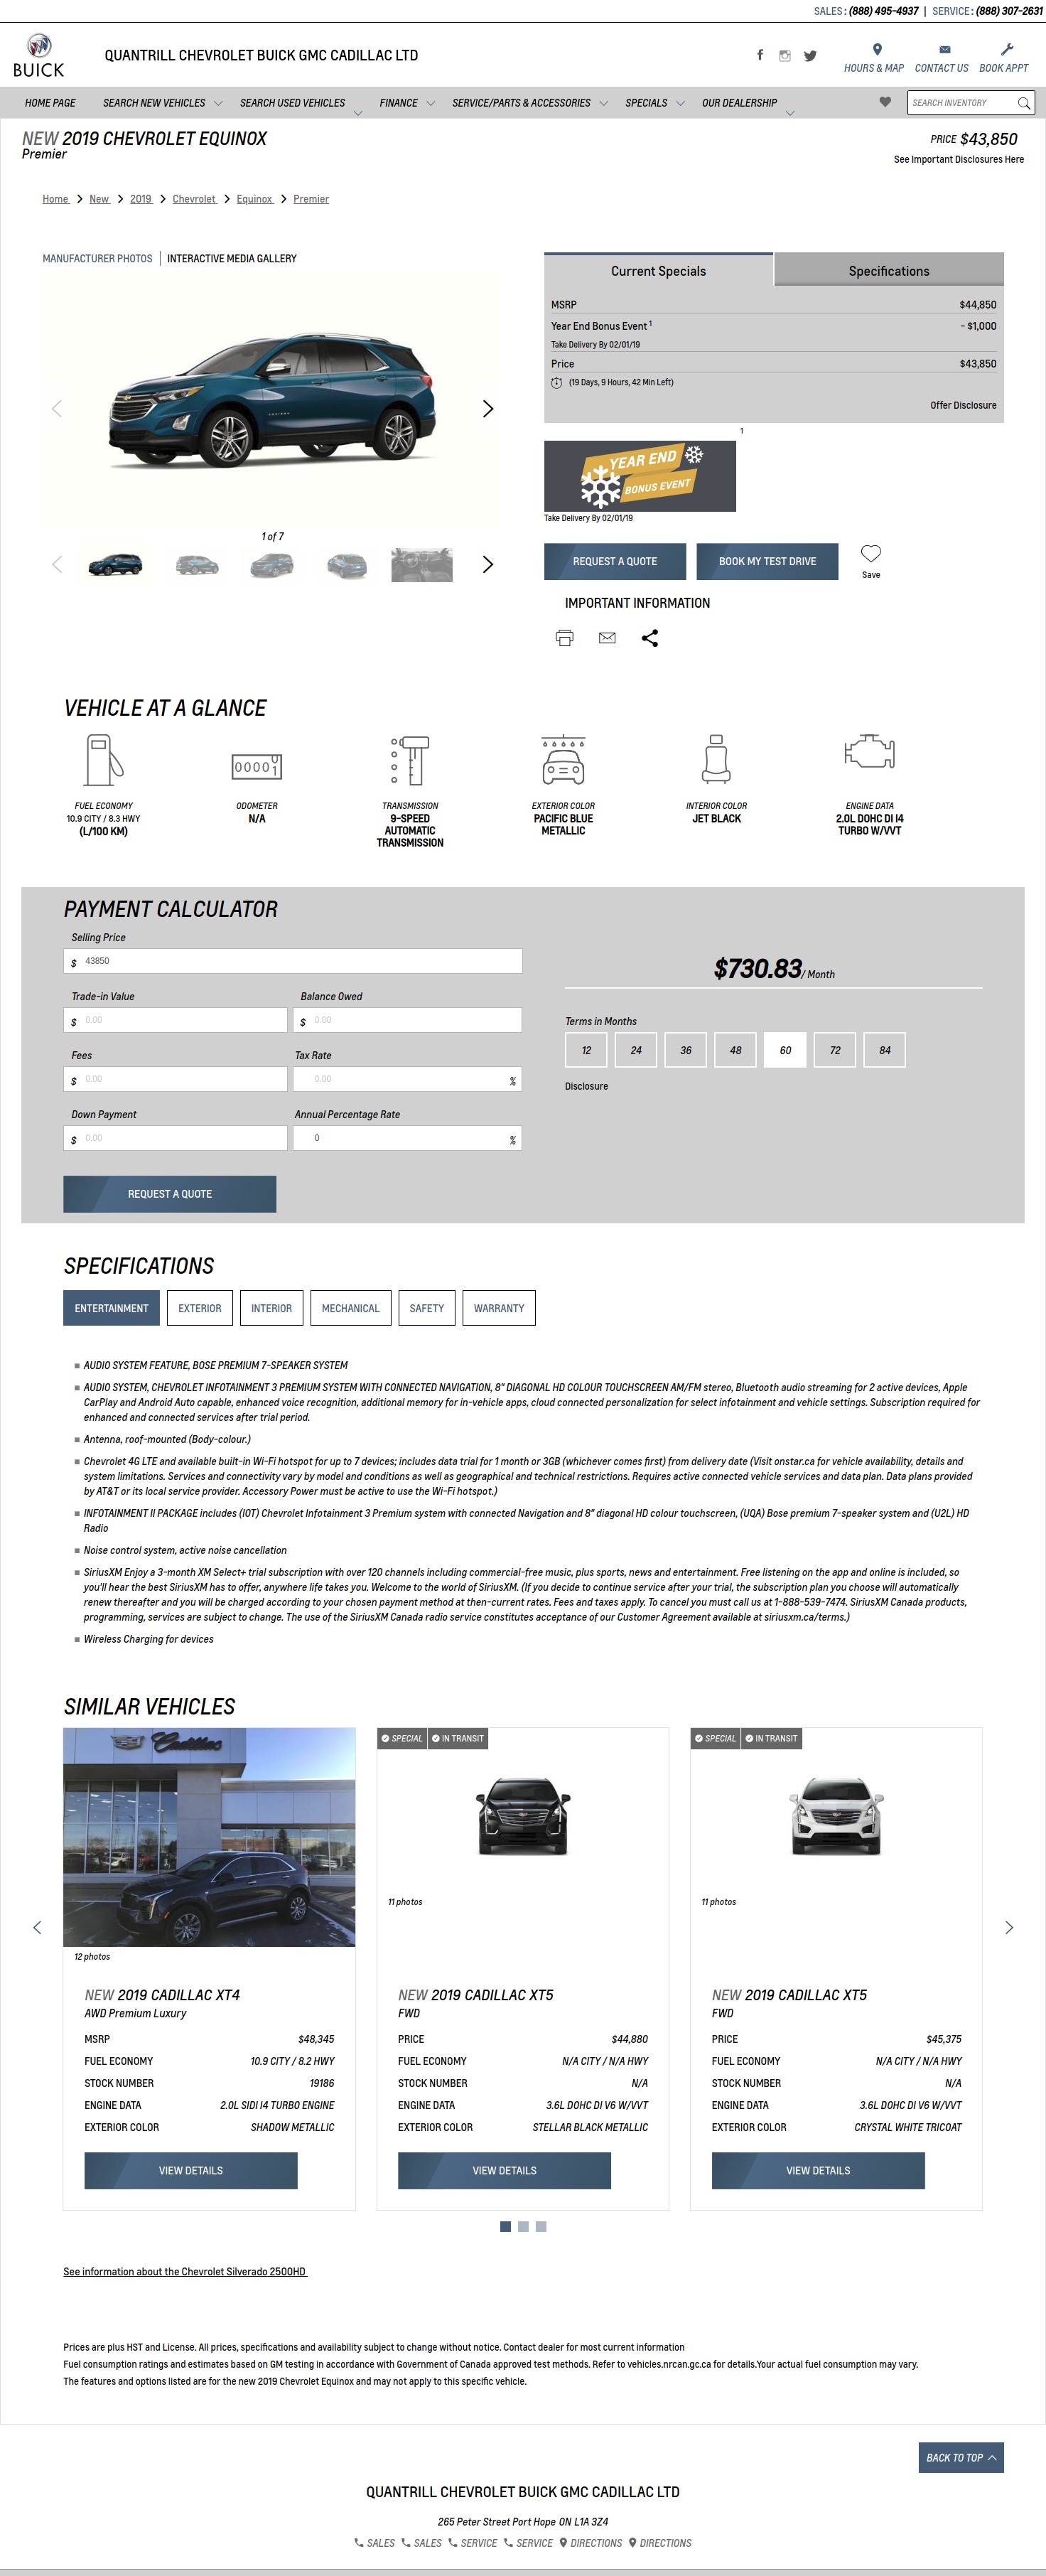 SALES : (888) 495-4937 | SERVICE : (888) 307-2631
BUICK
QUANTRILL CHEVROLET BUICK GMC CADILLAC LTD
HOURS & MAP CONTACT US BOOK APPT
HOME PAGE SEARCH NEW VEHICLES SEARCH USED VEHICLES FINANCE SERVICE/PARTS & ACCESSORIES SPECIALS OUR DEALERSHIP SEARCH INVENTORY
NEW 2019 CHEVROLET EQUINOX
Premier
PRICE $43,850
See Important Disclosures Here
Home New 2019 Chevrolet Equinox Premier
MANUFACTURER PHOTOS INTERACTIVE MEDIA GALLERY
1 of 7
Current Specials Specifications
MSRP $44,850
Year End Bonus Event 1 - $1,000
Take Delivery By 02/01/19
Price $43,850
(19 Days, 9 Hours, 42 Min Left)
Offer Disclosure
1
YEAR END
BONUS EVENT
Take Delivery By 02/01/19
REQUEST A QUOTE BOOK MY TEST DRIVE
Save
IMPORTANT INFORMATION
VEHICLE AT A GLANCE
FUEL ECONOMY
10.9 CITY / 8.3 HWY
(L/100 KM)
ODOMETER
N/A
TRANSMISSION
9-SPEED
AUTOMATIC
TRANSMISSION
EXTERIOR COLOR
PACIFIC BLUE
METALLIC
INTERIOR COLOR
JET BLACK
ENGINE DATA
2.0L DOHC DI I4
TURBO W/VVT
PAYMENT CALCULATOR
Selling Price
$ 43850
Trade-in Value Balance Owed
$ 0.00 $ 0.00
Fees Tax Rate
$ 0.00 0.00 %
Down Payment Annual Percentage Rate
$ 0.00 0 %
REQUEST A QUOTE
$730.83/ Month
Terms in Months
12 24 36 48 60 72 84
Disclosure
SPECIFICATIONS
ENTERTAINMENT EXTERIOR INTERIOR MECHANICAL SAFETY WARRANTY
AUDIO SYSTEM FEATURE, BOSE PREMIUM 7-SPEAKER SYSTEM
AUDIO SYSTEM, CHEVROLET INFOTAINMENT 3 PREMIUM SYSTEM WITH CONNECTED NAVIGATION, 8" DIAGONAL HD COLOUR TOUCHSCREEN AM/FM stereo, Bluetooth audio streaming for 2 active devices, Apple
CarPlay and Android Auto capable, enhanced voice recognition, additional memory for in-vehicle apps, cloud connected personalization for select infotainment and vehicle settings. Subscription required for
enhanced and connected services after trial period.
Antenna, roof-mounted (Body-colour.)
Chevrolet 4G LTE and available built-in Wi-Fi hotspot for up to 7 devices; includes data trial for 1 month or 3GB (whichever comes first) from delivery date (Visit onstar.ca for vehicle availability, details and
system limitations. Services and connectivity vary by model and conditions as well as geographical and technical restrictions. Requires active connected vehicle services and data plan. Data plans provided
by AT&T or its local service provider. Accessory Power must be active to use the Wi-Fi hotspot.)
INFOTAINMENT II PACKAGE includes (IOT) Chevrolet Infotainment 3 Premium system with connected Navigation and 8" diagonal HD colour touchscreen, (UQA) Bose premium 7-speaker system and (U2L) HD
Radio
Noise control system, active noise cancellation
SiriusXM Enjoy a 3-month XM Select+ trial subscription with over 120 channels including commercial-free music, plus sports, news and entertainment. Free listening on the app and online is included, so
you'll hear the best SiriusXM has to offer, anywhere life takes you. Welcome to the world of SiriusXM. (If you decide to continue service after your trial, the subscription plan you choose will automatically
renew thereafter and you will be charged according to your chosen payment method at then-current rates. Fees and taxes apply. To cancel you must call us at 1-888-539-7474. SiriusXM Canada products,
programming, services are subject to change. The use of the SiriusXM Canada radio service constitutes acceptance of our Customer Agreement available at siriusxm.ca/terms.)
Wireless Charging for devices
SIMILAR VEHICLES
Cadillac
12 photos
NEW 2019 CADILLAC XT4
AWD Premium Luxury
MSRP $48,345
FUEL ECONOMY 10.9 CITY / 8.2 HWY
STOCK NUMBER 19186
ENGINE DATA 2.0L SIDI I4 TURBO ENGINE
EXTERIOR COLOR SHADOW METALLIC
VIEW DETAILS
SPECIAL IN TRANSIT
11 photos
NEW 2019 CADILLAC XT5
FWD
PRICE $44,880
FUEL ECONOMY N/A CITY / N/A HWY
STOCK NUMBER N/A
ENGINE DATA 3.6L DOHC DI V6 W/VVT
EXTERIOR COLOR STELLAR BLACK METALLIC
VIEW DETAILS
SPECIAL IN TRANSIT
11 photos
NEW 2019 CADILLAC XT5
FWD
PRICE $45,375
FUEL ECONOMY N/A CITY / N/A HWY
STOCK NUMBER N/A
ENGINE DATA 3.6L DOHC DI V6 W/VVT
EXTERIOR COLOR CRYSTAL WHITE TRICOAT
VIEW DETAILS
See information about the Chevrolet Silverado 2500HD
Prices are plus HST and License. All prices, specifications and availability subject to change without notice. Contact dealer for most current information
Fuel consumption ratings and estimates based on GM testing in accordance with Government of Canada approved test methods. Refer to vehicles.nrcan.gc.ca for details.Your actual fuel consumption may vary.
The features and options listed are for the new 2019 Chevrolet Equinox and may not apply to this specific vehicle.
BACK TO TOP
QUANTRILL CHEVROLET BUICK GMC CADILLAC LTD
265 Peter Street Port Hope ON L1A 3Z4
SALES SALES SERVICE SERVICE DIRECTIONS DIRECTIONS